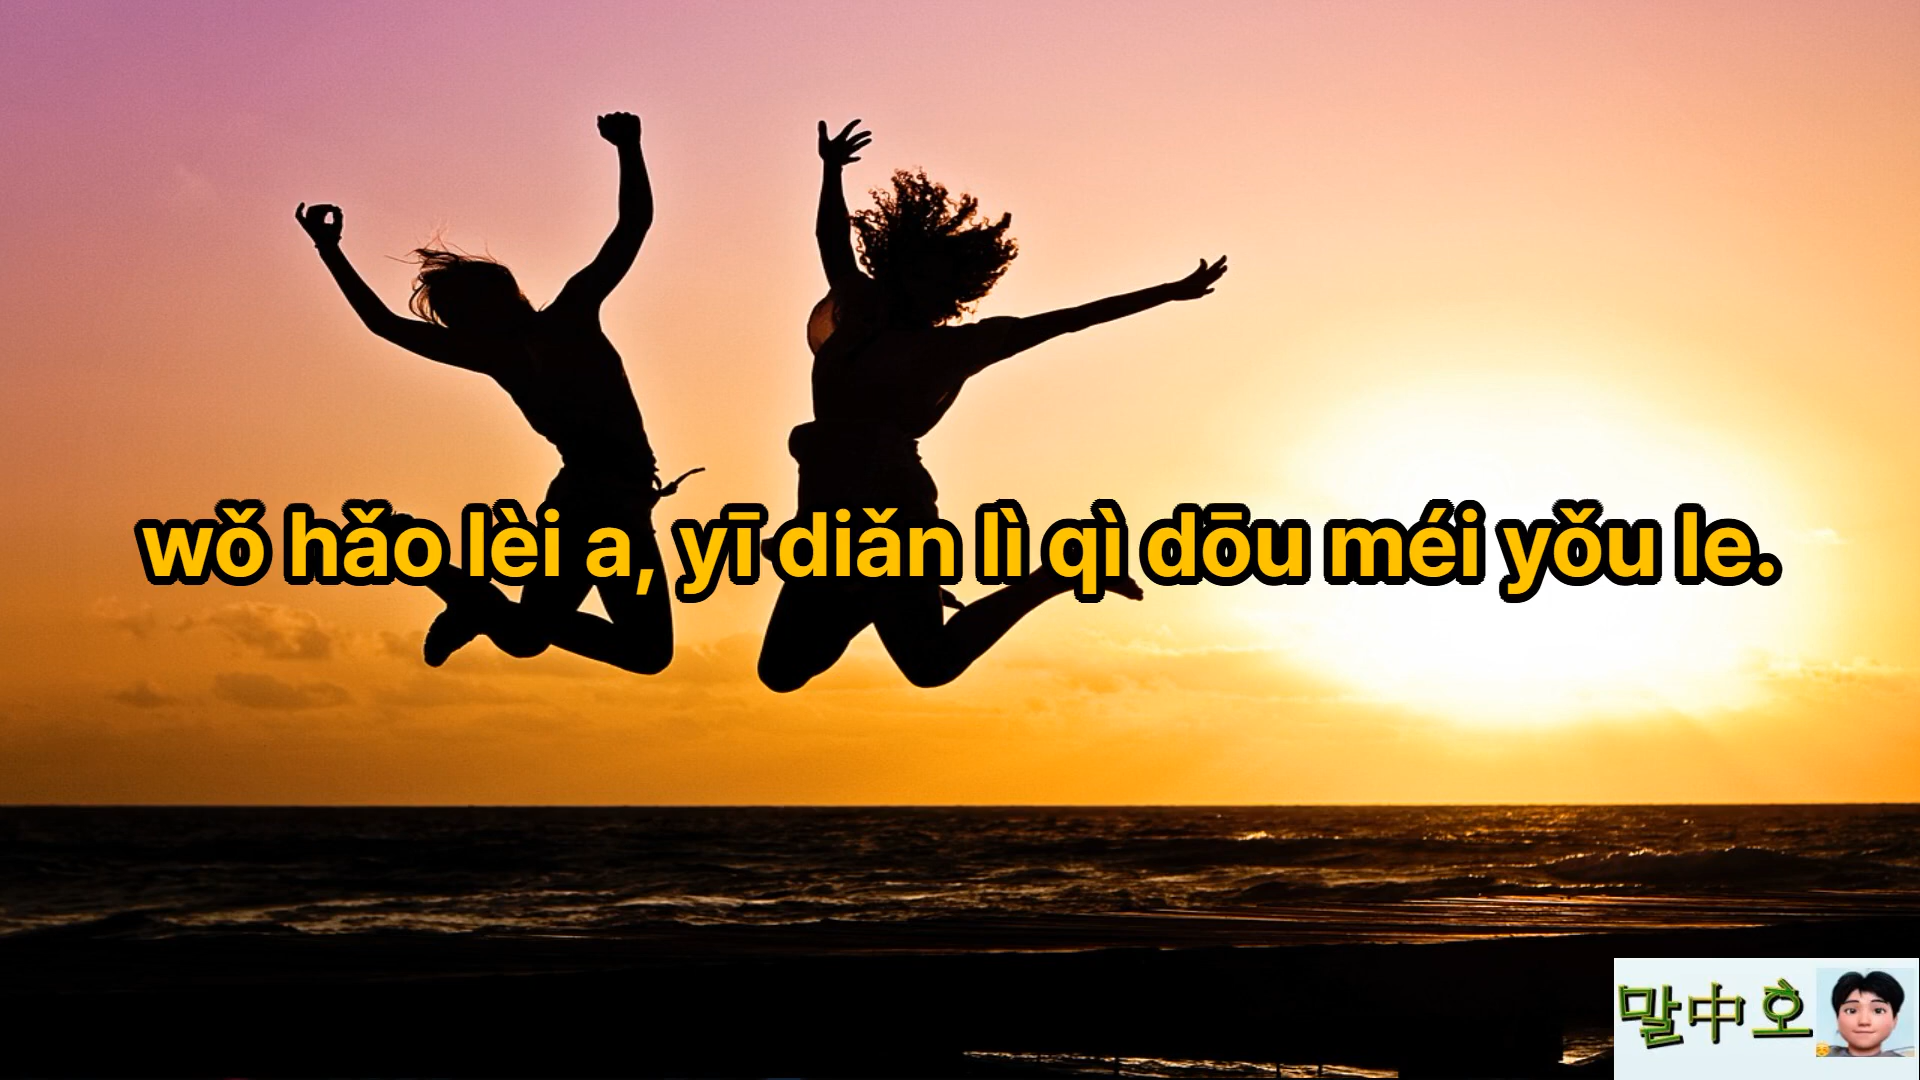 wǒ hǎo lèi a, yī diǎn lì qì dōu méi yǒu le.
말中호